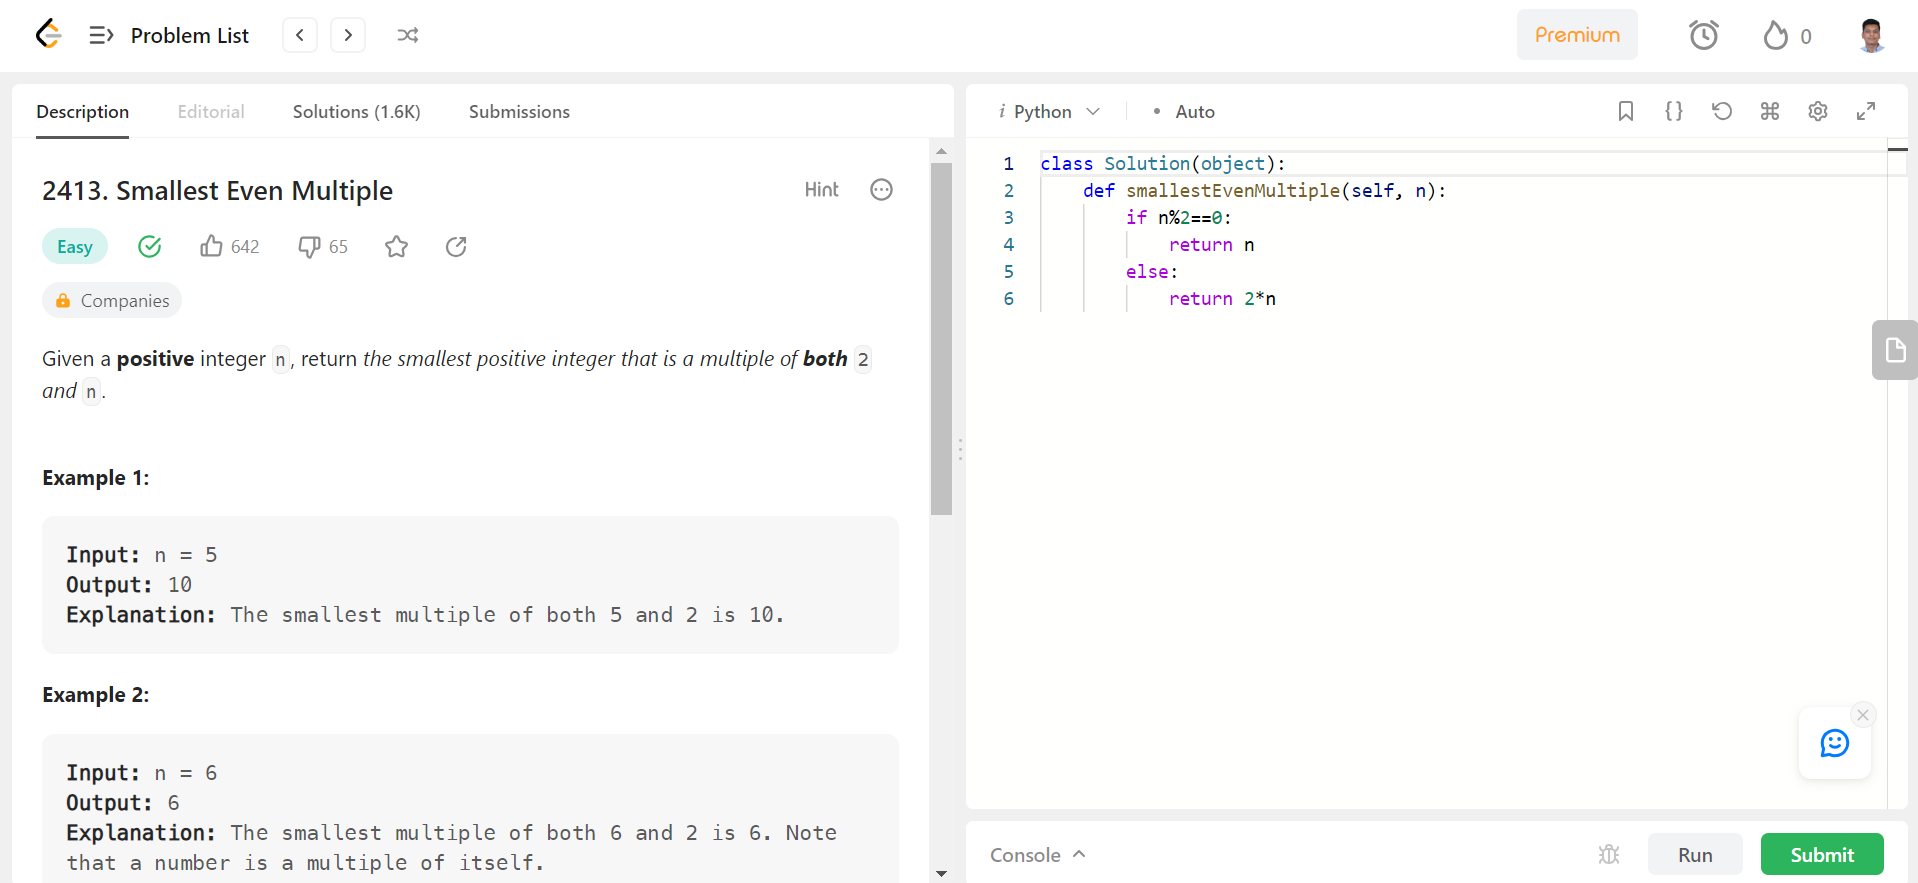 Problem List
Premium
0
Description Editorial Solutions (1.6K) Submissions
2413. Smallest Even Multiple
Hint
Easy 642 65
Companies
Given a positive integer n, return the smallest positive integer that is a multiple of both 2
and n.
Example 1:
Input: n = 5
Output: 10
Explanation: The smallest multiple of both 5 and 2 is 10.
Example 2:
Input: n = 6
Output: 6
Explanation: The smallest multiple of both 6 and 2 is 6. Note
that a number is a multiple of itself.
i Python • Auto
{}
1 class Solution(object):
2 def smallestEvenMultiple(self, n):
3 if n%2==0:
4 return n
5 else:
6 return 2*n
Console Run Submit